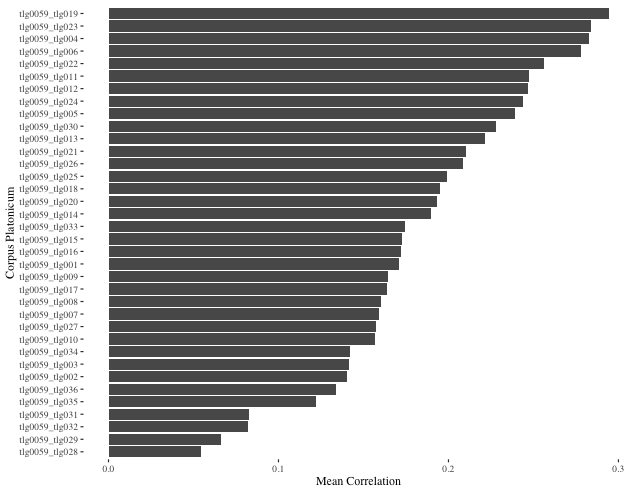 tlg0059_tlg019
tlg0059_tlg023
tlg0059_tlg004
tlg0059_tlg006
tlg0059_tlg022
tlg0059_tlg011
tlg0059_tlg012
tlg0059_tlg024
tlg0059_tlg005
tlg0059_tlg030
tlg0059_tlg013
tlg0059_tlg021
tlg0059_tlg026
tlg0059_tlg025
tlg0059_tlg018
tlg0059_tlg020
tlg0059_tlg014
tlg0059_tlg033
tlg0059_tlg015
tlg0059_tlg016
tlg0059_tlg001
tlg0059_tlg009
tlg0059_tlg017
tlg0059_tlg008
tlg0059_tlg007
tlg0059_tlg027
tlg0059_tlg010
tlg0059_tlg034
tlg0059_tlg003
tlg0059_tlg002
tlg0059_tlg036
tlg0059_tlg035
tlg0059_tlg031
tlg0059_tlg032
tlg0059_tlg029
tlg0059_tlg028
Corpus Platonicum
0.0 0.1 0.2 0.3
Mean Correlation